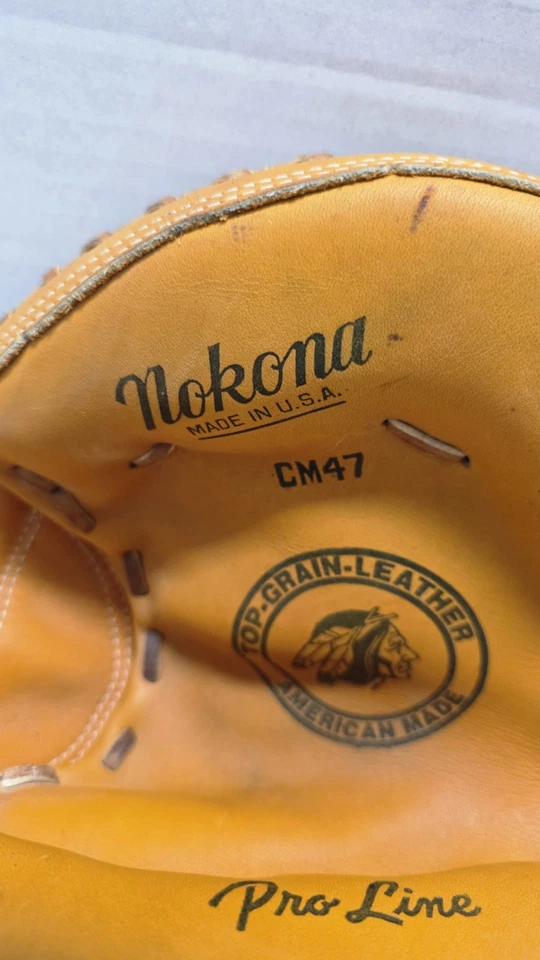 Nokona
MADE IN U.S.A.
CM47
TOP-GRAIN-LEATHER
AMERICAN MADE
Pro Line